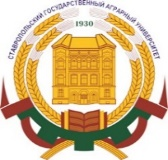 СТАВРОПОЛЬСКИЙ ГОСУДАРСТВЕННЫЙ АГРАРНЫЙ УНИВЕРСИТЕТ
1930